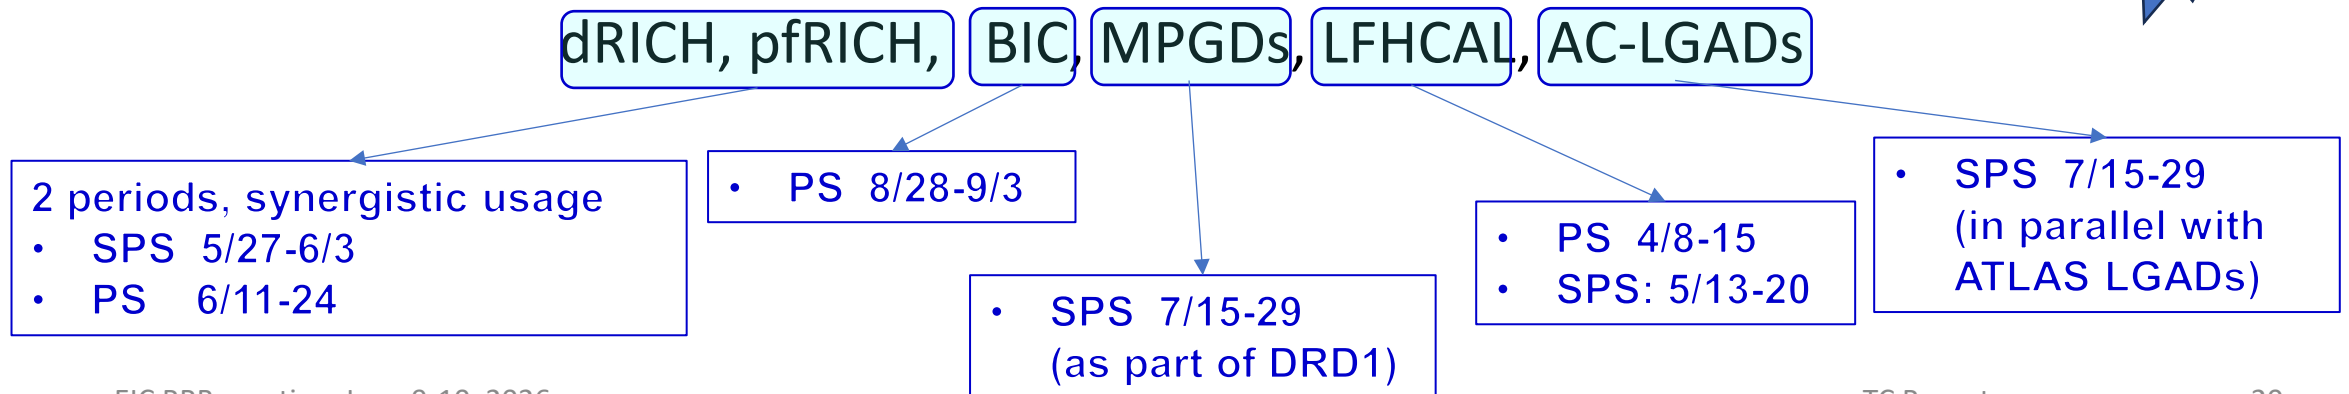 dRICH, pfRICH, BIC, MPGDs, LFHCAL, AC-LGADs
2 periods, synergistic usage
• SPS 5/27-6/3
• PS 6/11-24
• PS 8/28-9/3
• SPS 7/15-29
(as part of DRD1)
• PS 4/8-15
• SPS: 5/13-20
• SPS 7/15-29
(in parallel with
ATLAS LGADs)